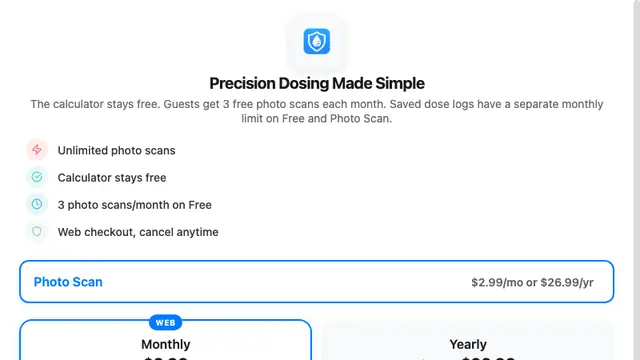 Precision Dosing Made Simple
The calculator stays free. Guests get 3 free photo scans each month. Saved dose logs have a separate monthly
limit on Free and Photo Scan.
Unlimited photo scans
Calculator stays free
3 photo scans/month on Free
Web checkout, cancel anytime
Photo Scan
$2.99/mo or $26.99/yr
WEB
Monthly
Yearly